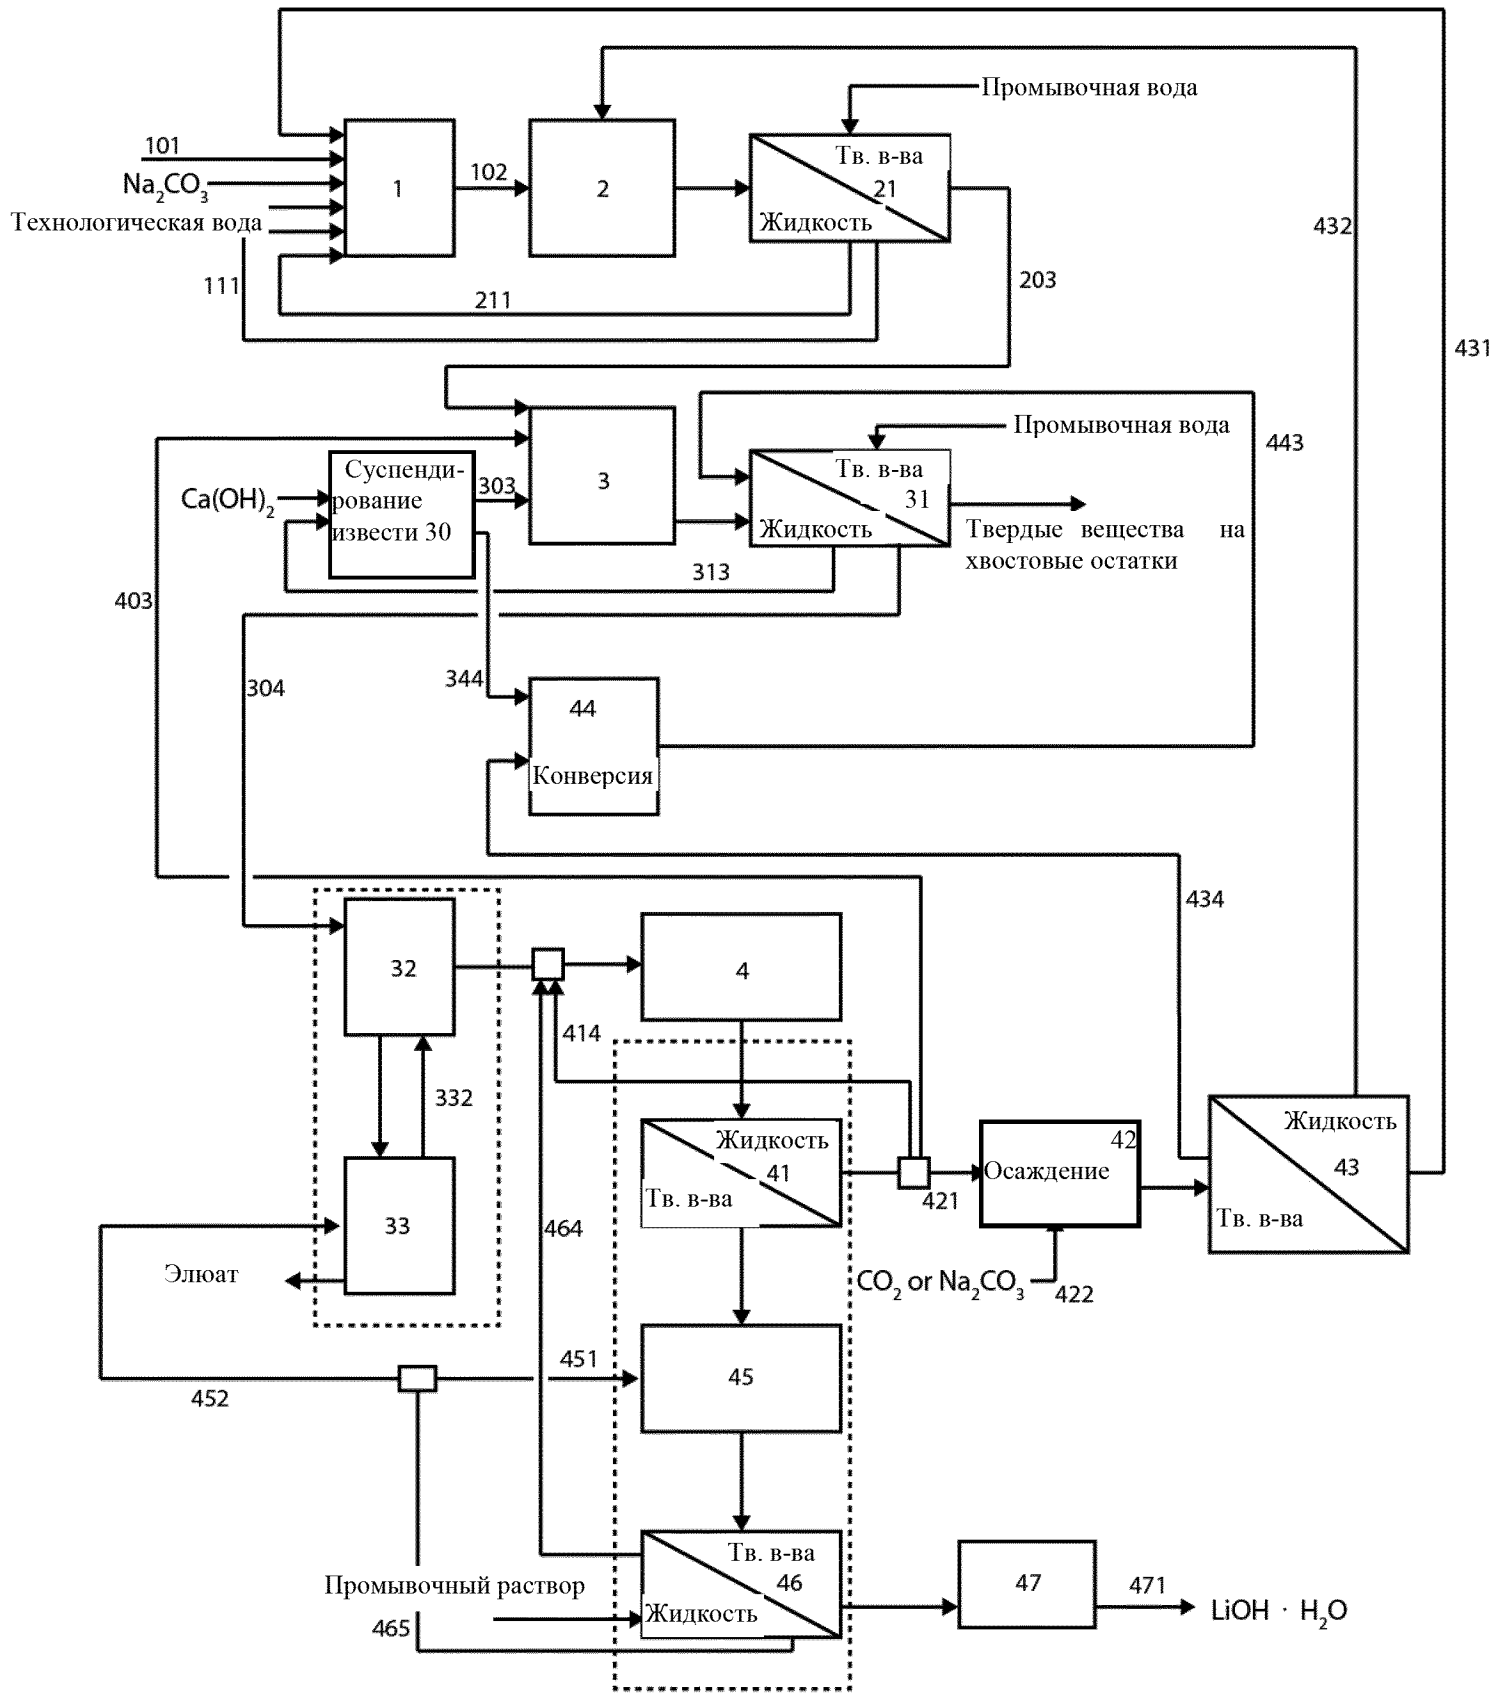 Промывочная вода
432
101
Na2CO3
Технологическая вода
1
102
2
Тв. в-ва
21
Жидкость
111
211
203
431
Промывочная вода
443
Суспенди-
рование
извести 30
Ca(OH)2
303
3
Тв. в-ва
31
Жидкость
Твердые вещества на
хвостовые остатки
313
403
304
344
44
Конверсия
434
32
4
414
332
Жидкость
41
Тв. в-ва
42
Осаждение
421
Жидкость
43
Тв. в-ва
33
464
Элюат
CO2 or Na2CO3
422
452
451
45
Тв. в-ва
46
Жидкость
Промывочный раствор
465
47
471
LiOH · H2O